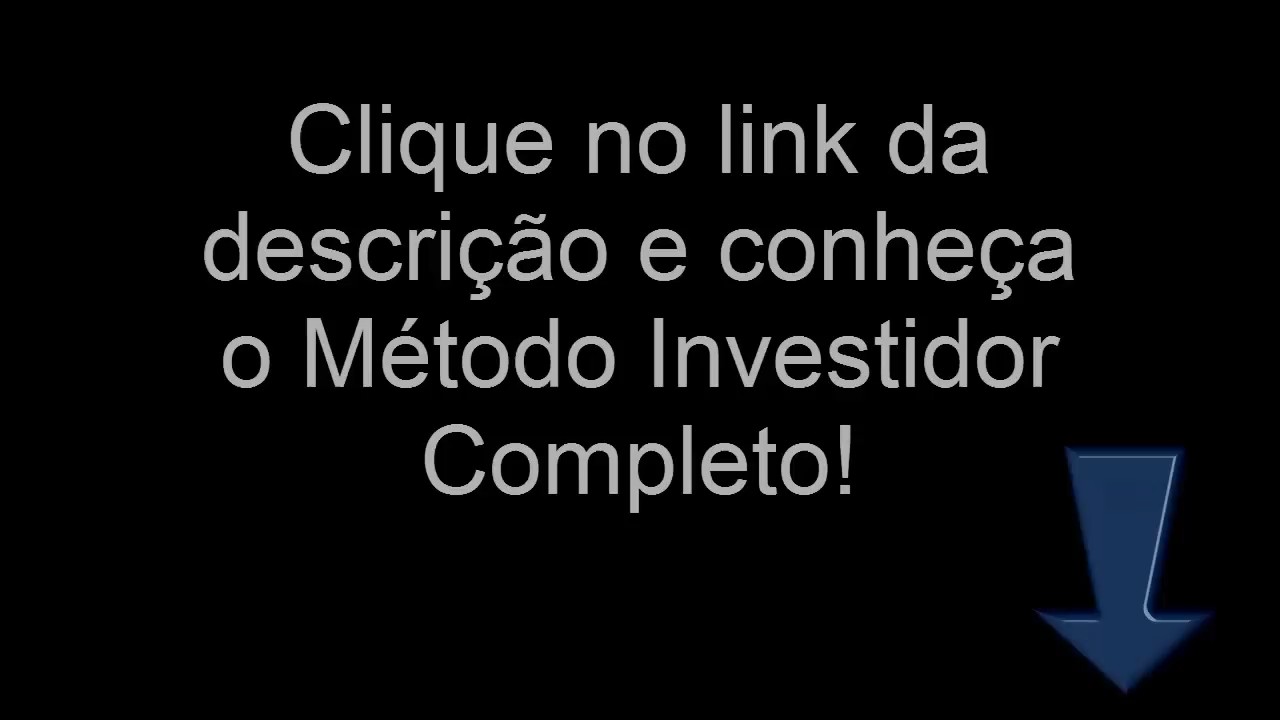 Clique no link da
descrição e conheça
o Método Investidor
Completo!